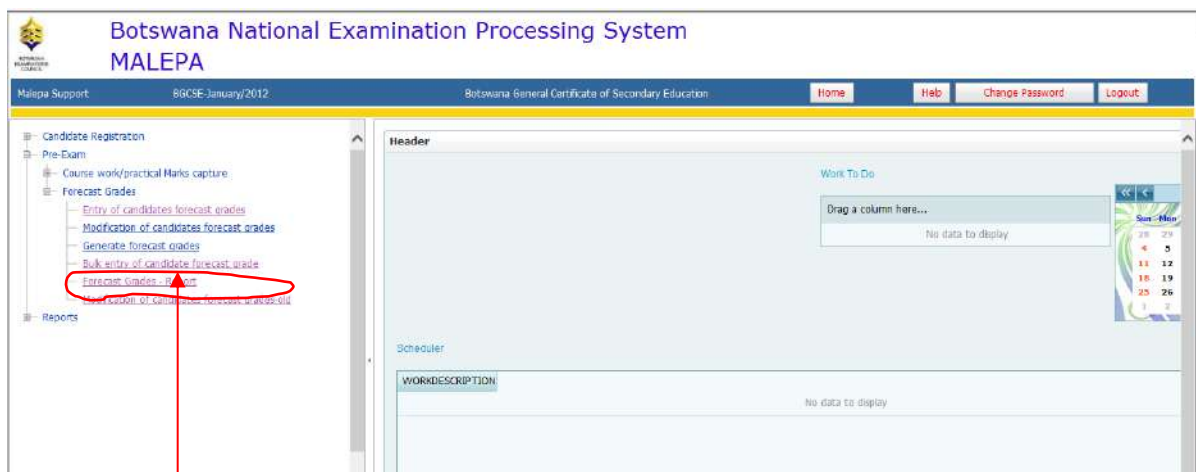 Botswana National Examination Processing System
MALEPA
BOTSWANA EXAMINATIONS COUNCIL
Malepa Support BGCSE-January/2012 Botswana General Certificate of Secondary Education Home Help Change Password Logout
Candidate Registration
Pre-Exam
Course work/practical Marks capture
Forecast Grades
Entry of candidates forecast grades
Modification of candidates forecast grades
Generate forecast grades
Bulk entry of candidate forecast grade
Forecast Grades - Report
Modification of candidates forecast grades-old
Reports
Header
Work To Do
Drag a column here...
No data to display
Sun Mon
28 29
4 5
11 12
18 19
25 26
1 2
Scheduler
WORKDESCRIPTION
No data to display